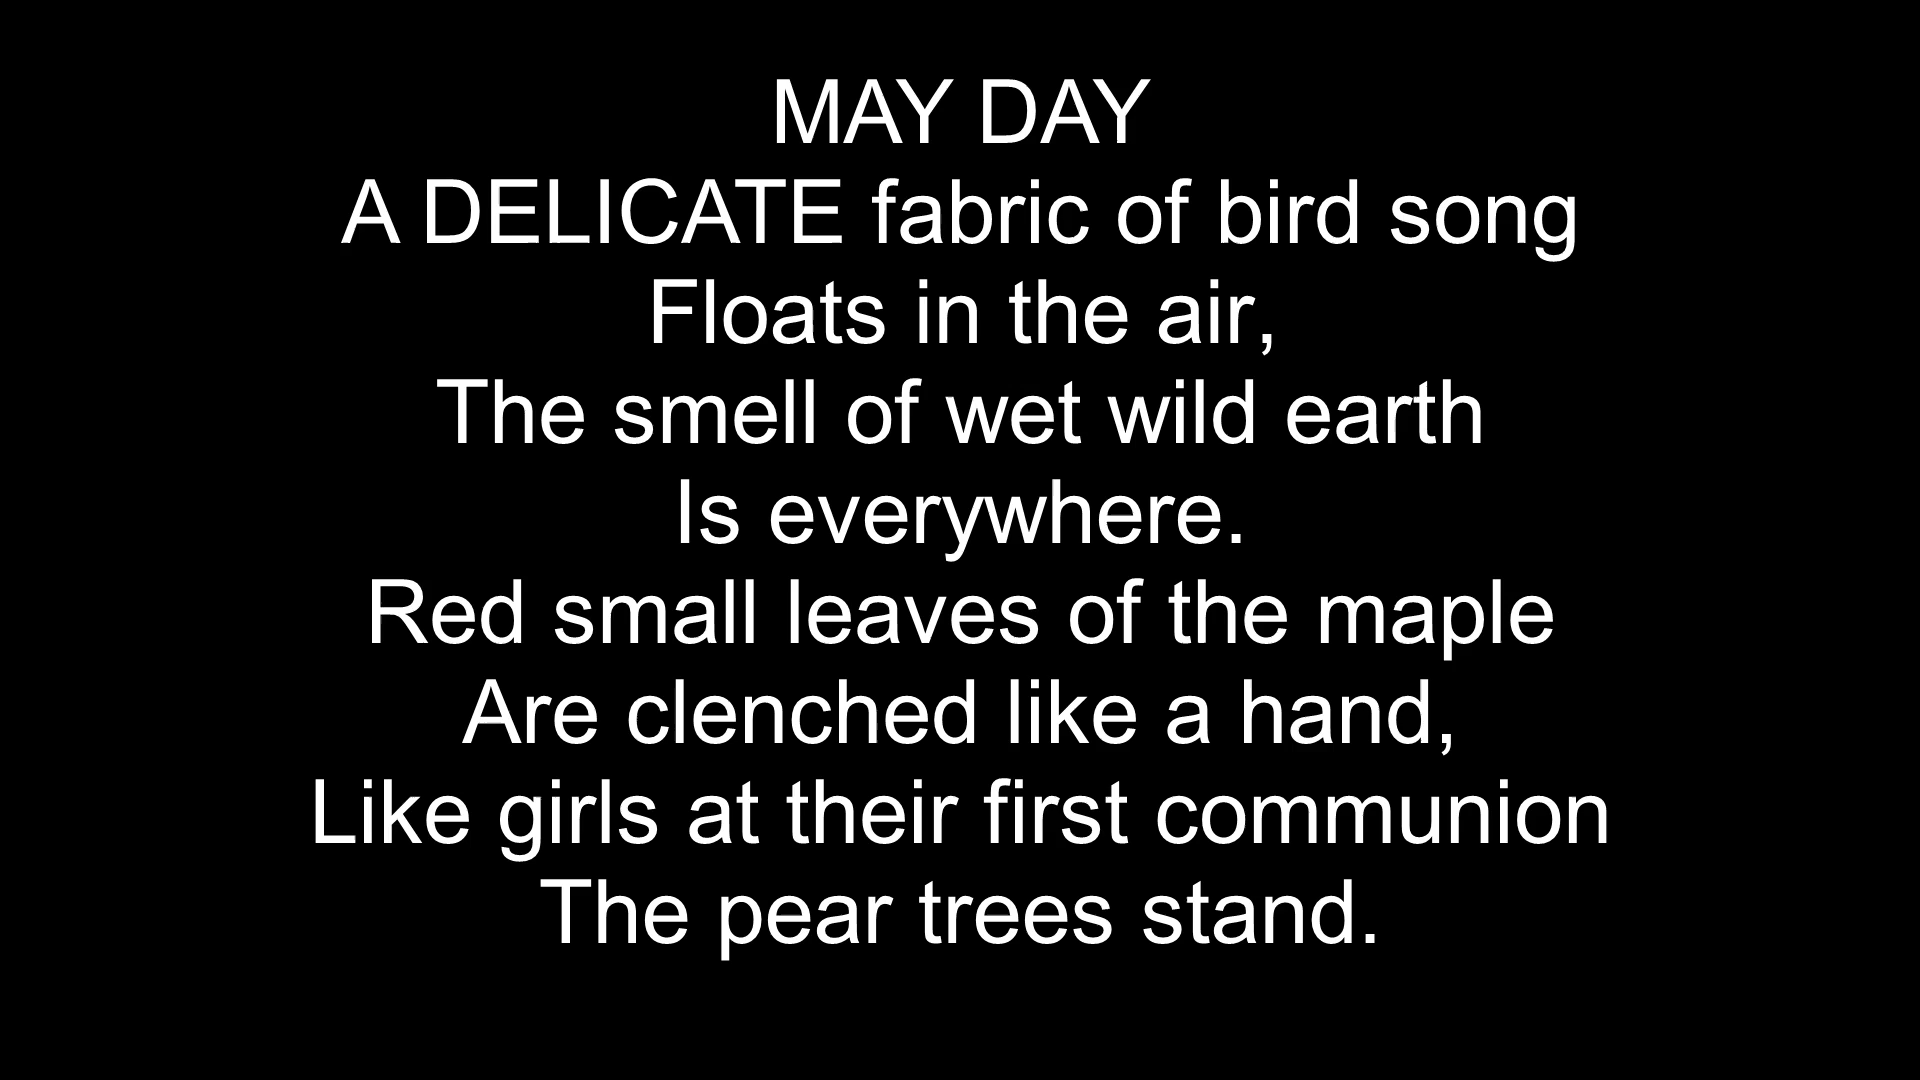 MAY DAY
A DELICATE fabric of bird song
Floats in the air,
The smell of wet wild earth
Is everywhere.
Red small leaves of the maple
Are clenched like a hand,
Like girls at their first communion
The pear trees stand.